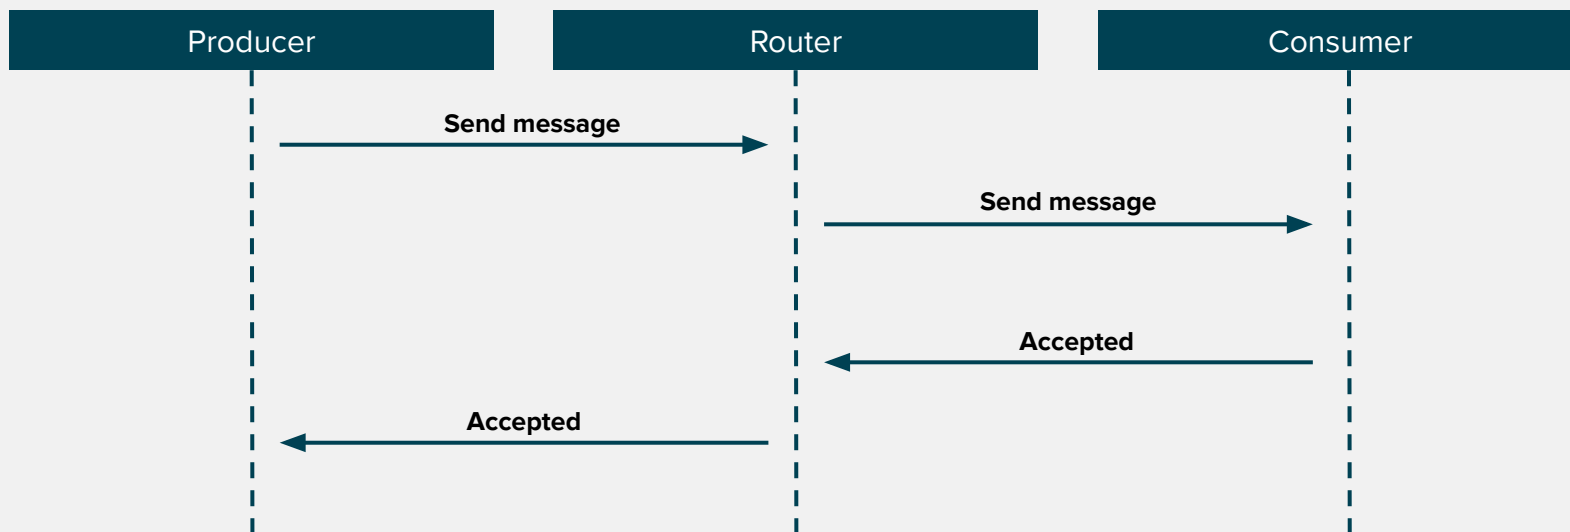 Producer
Router
Consumer
Send message
Send message
Accepted
Accepted